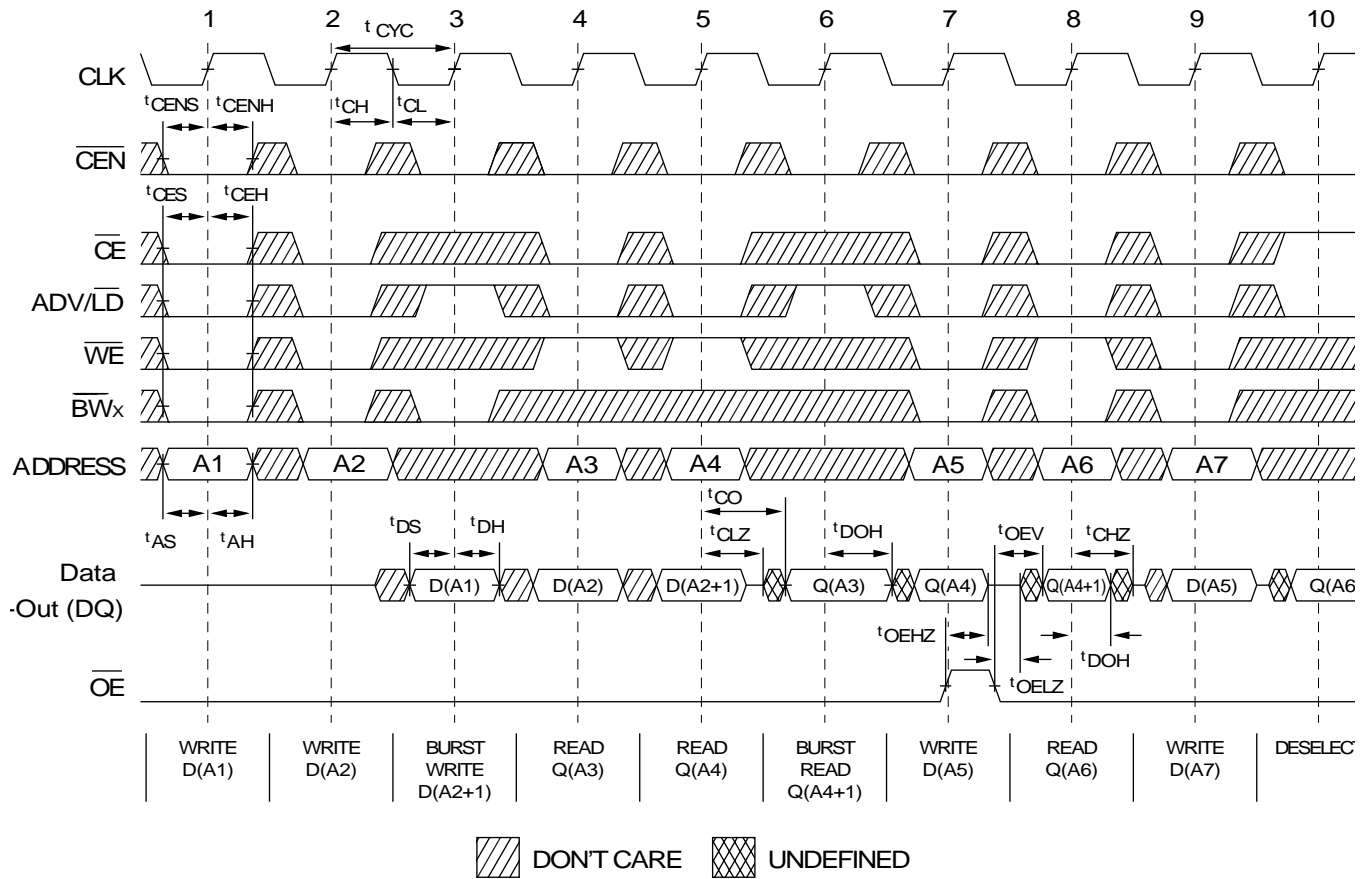 1 2 3 4 5 6 7 8 9 10
t CYC
CLK
tCENS tCENH tCH tCL
CEN
tCES tCEH
CE
ADV/LD
WE
BWx
ADDRESS A1 A2 A3 A4 A5 A6 A7
tCO
tAS tAH tDS tDH tCLZ tDOH tOEV tCHZ
Data
-Out (DQ)
D(A1) D(A2) D(A2+1) Q(A3) Q(A4) Q(A4+1) D(A5) Q(A6
tOEHZ tDOH
tOELZ
OE
WRITE
D(A1)
WRITE
D(A2)
BURST
WRITE
D(A2+1)
READ
Q(A3)
READ
Q(A4)
BURST
READ
Q(A4+1)
WRITE
D(A5)
READ
Q(A6)
WRITE
D(A7)
DESELECT
DON'T CARE
UNDEFINED